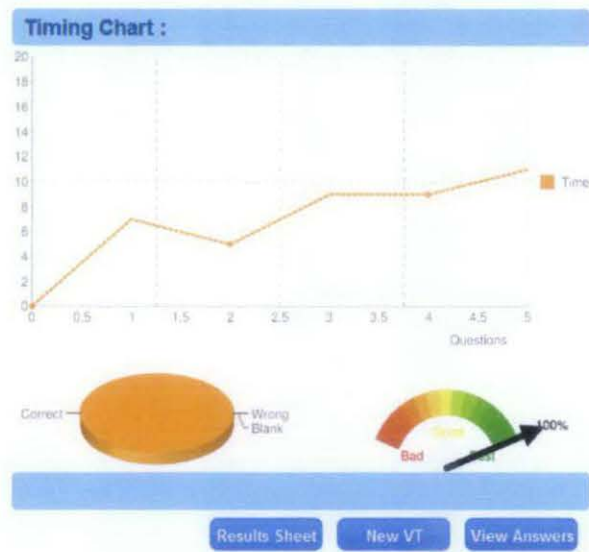 Timing Chart :
20
18
16
14
12
10
8
6
4
2
0
Time
0 0.5 1 1.5 2 2.5 3 3.5 4 4.5 5
Questions
Correct
Wrong
Blank
100%
Bad
Results Sheet New VT View Answers